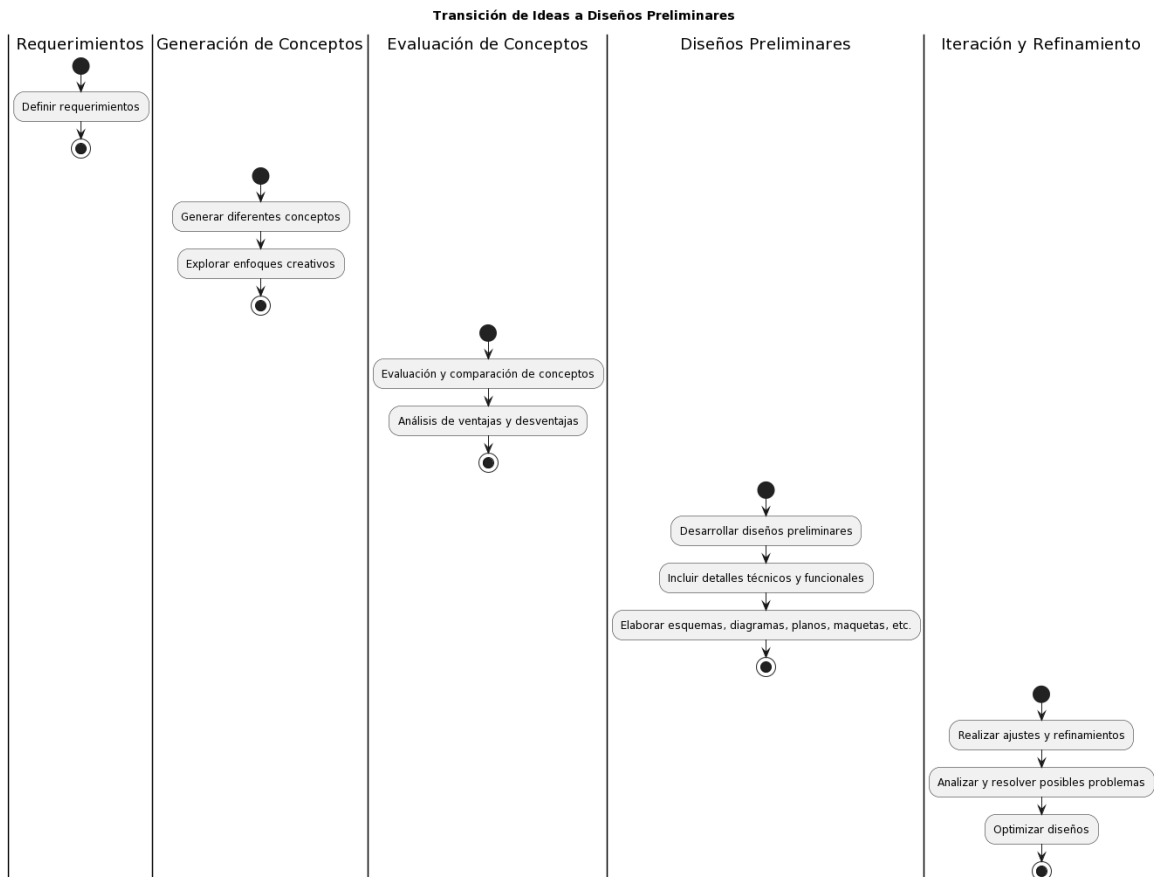 Transición de Ideas a Diseños Preliminares
Requerimientos
Generación de Conceptos
Evaluación de Conceptos
Diseños Preliminares
Iteración y Refinamiento
Definir requerimientos
Generar diferentes conceptos
Explorar enfoques creativos
Evaluación y comparación de conceptos
Análisis de ventajas y desventajas
Desarrollar diseños preliminares
Incluir detalles técnicos y funcionales
Elaborar esquemas, diagramas, planos, maquetas, etc.
Realizar ajustes y refinamientos
Analizar y resolver posibles problemas
Optimizar diseños